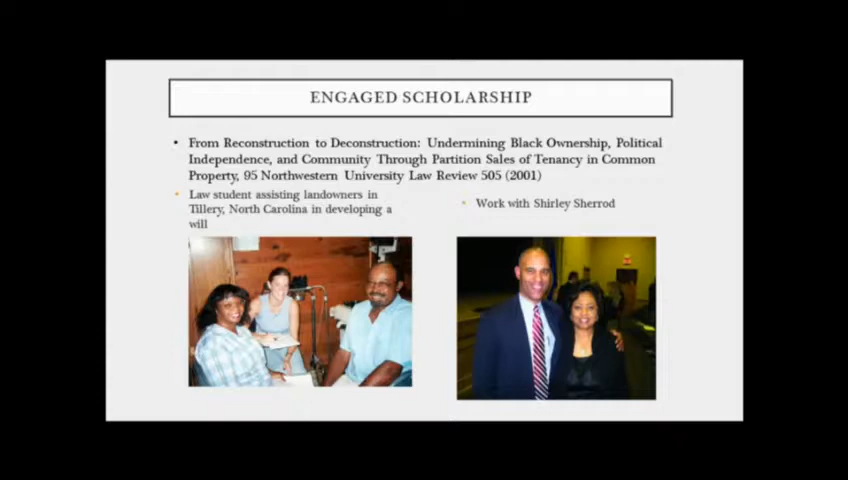 ENGAGED SCHOLARSHIP
• From Reconstruction to Deconstruction: Undermining Black Ownership, Political
Independence, and Community Through Partition Sales of Tenancy in Common
Property, 95 Northwestern University Law Review 505 (2001)
• Law student assisting landowners in
Tillery, North Carolina in developing a
will
• Work with Shirley Sherrod